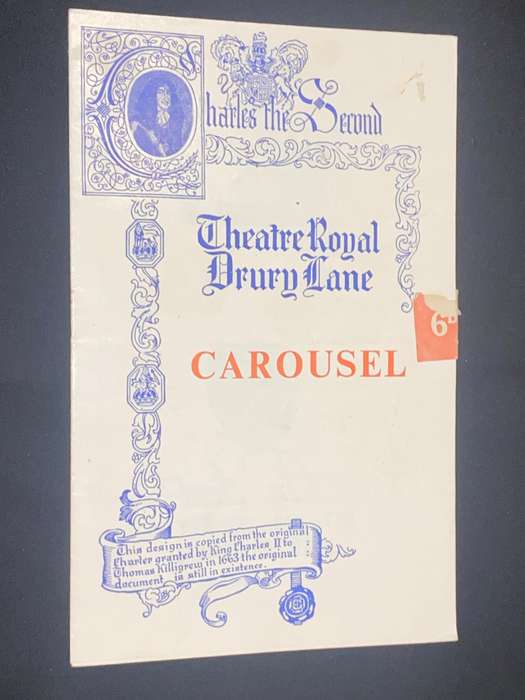 Charles the Second
Theatre Royal
Drury Lane
6D
CAROUSEL
This design is copied from the original
Charter granted by King Charles II to
Thomas Killigrew in 1663 the original
document is still in existence.